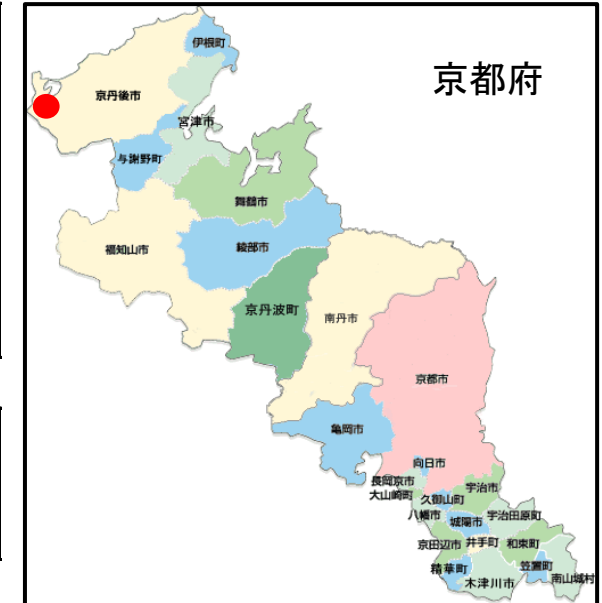 京都府
伊根町
京丹後市
宮津市
与謝野町
舞鶴市
福知山市
綾部市
京丹波町
南丹市
京都市
亀岡市
向日市
長岡京市
大山崎町
宇治市
久御山町
八幡市
宇治田原町
城陽市
京田辺市
井手町
和束町
精華町
笠置町
木津川市
南山城村